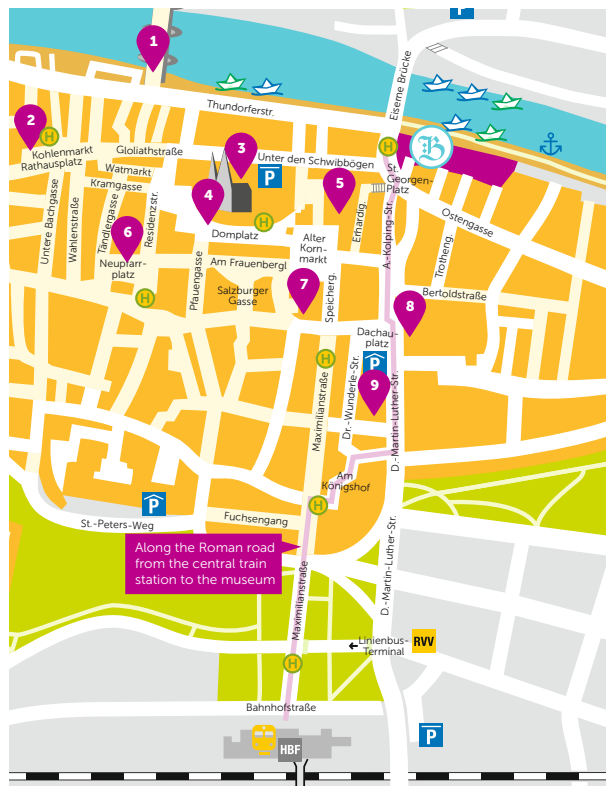 P
1
Eiserne Brücke
Thundorferstr.
2
H
Kohlenmarkt
Rathausplatz
Gloliathstraße
Watmarkt
Kramgasse
3
Unter den Schwibbögen
P
H
B
St.
Georgen-
Platz
4
5
Untere Bachgasse
Wahlenstraße
Tändlergasse
Residenzstr.
Erhardig.
A.-Kolping-Str.
Ostengasse
Trotheng.
H
Domplatz
Alter
Korn-
markt
6
Neupfarr-
platz
Am Frauenbergl
Pfauengasse
Salzburger
Gasse
7
Speicherg.
H
8
Bertoldstraße
Dachau-
platz
P
H
9
Maximilianstraße
Dr.-Wunderle-Str.
D.-Martin-Luther-Str.
Am
Königshof
P
H
St.-Peters-Weg
Fuchsengang
Along the Roman road
from the central train
station to the museum
Maximilianstraße
D.-Martin-Luther-Str.
Linienbus-
Terminal
RVV
H
Bahnhofstraße
P
HBF